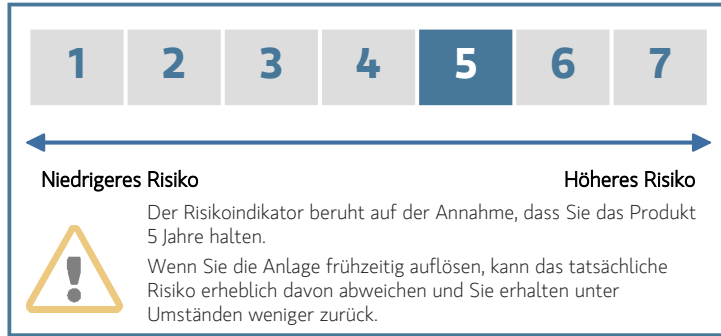 1 2 3 4 5 6 7
Niedrigeres Risiko Höheres Risiko
Der Risikoindikator beruht auf der Annahme, dass Sie das Produkt
5 Jahre halten.
Wenn Sie die Anlage frühzeitig auflösen, kann das tatsächliche
Risiko erheblich davon abweichen und Sie erhalten unter
Umständen weniger zurück.